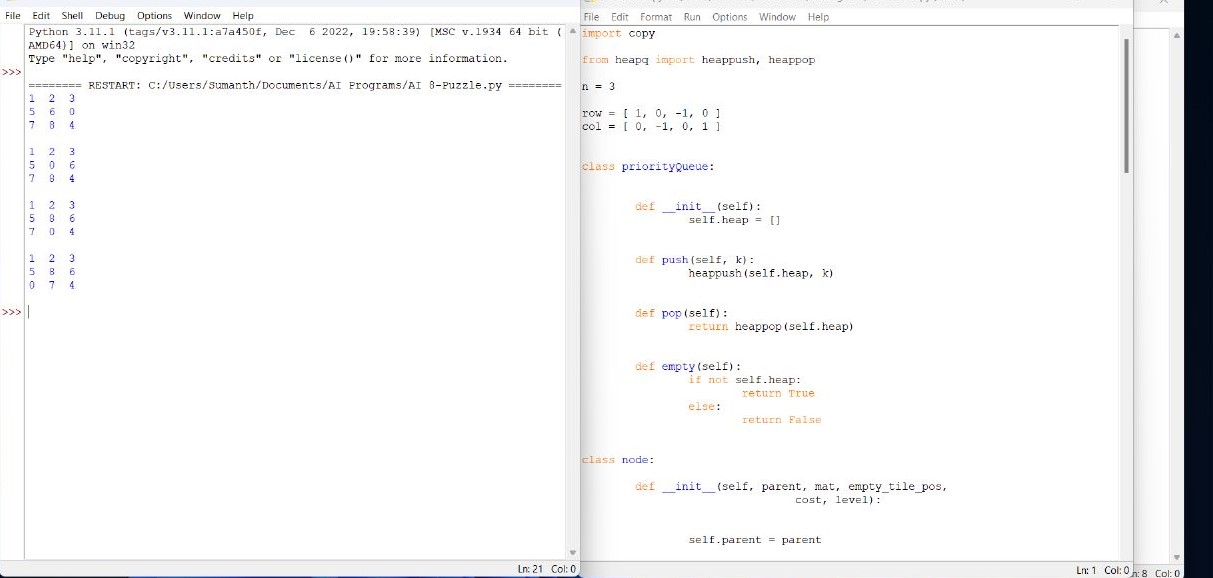 File Edit Shell Debug Options Window Help
Python 3.11.1 (tags/v3.11.1:a7a450f, Dec  6 2022, 19:58:39) [MSC v.1934 64 bit (
AMD64)] on win32
Type "help", "copyright", "credits" or "license()" for more information.
>>>
======== RESTART: C:/Users/Sumanth/Documents/AI Programs/AI 8-Puzzle.py ========
1 2 3
5 6 0
7 8 4
1 2 3
5 0 6
7 8 4
1 2 3
5 8 6
7 0 4
1 2 3
5 8 6
0 7 4
>>>
Ln: 21 Col: 0
File Edit Format Run Options Window Help
import copy
from heapq import heappush, heappop
n = 3
row = [ 1, 0, -1, 0 ]
col = [ 0, -1, 0, 1 ]
class priorityQueue:
def __init__(self):
self.heap = []
def push(self, k):
heappush(self.heap, k)
def pop(self):
return heappop(self.heap)
def empty(self):
if not self.heap:
return True
else:
return False
class node:
def __init__(self, parent, mat, empty_tile_pos,
cost, level):
self.parent = parent
Ln: 1 Col: 0
n: 8 Col: 0